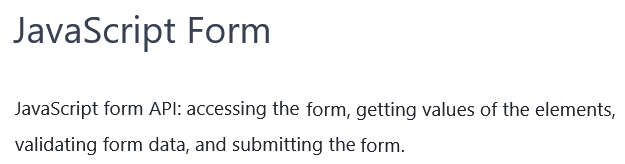 JavaScript Form
JavaScript form API: accessing the form, getting values of the elements,
validating form data, and submitting the form.